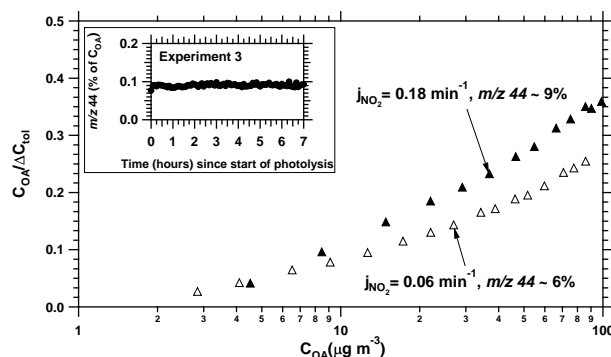 0.5
0.4
0.3
0.2
0.1
0.0
C_OA/ΔC_tol
0.2
0.1
0.0
m/z 44 (% of C_OA)
Experiment 3
0 1 2 3 4 5 6 7
Time (hours) since start of photolysis
j_NO₂ = 0.18 min⁻¹, m/z 44 ~ 9%
j_NO₂ = 0.06 min⁻¹, m/z 44 ~ 6%
1 2 3 4 5 6 7 8 9 10 2 3 4 5 6 7 8 9 100
C_OA(µg m⁻³)